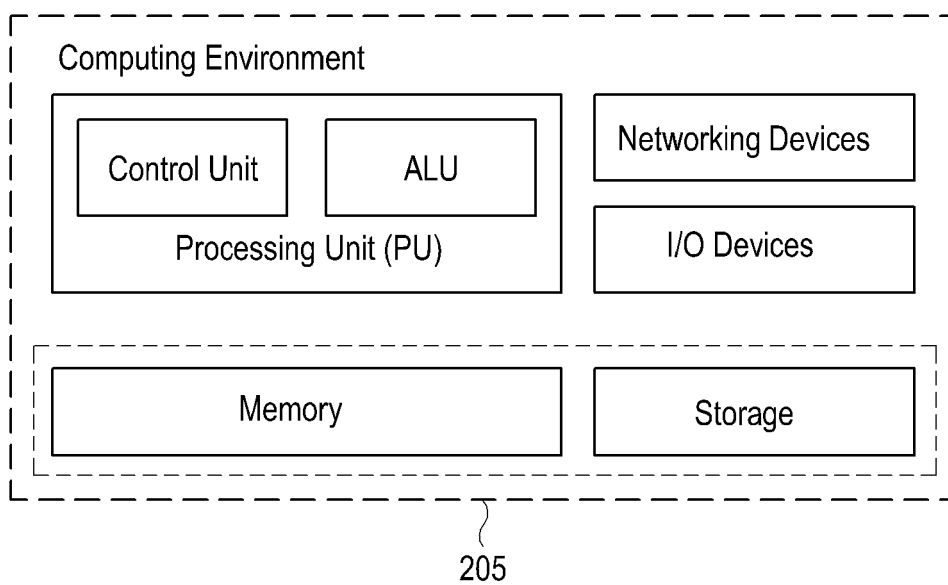 Computing Environment
Control Unit
ALU
Processing Unit (PU)
Networking Devices
I/O Devices
Memory
Storage
205